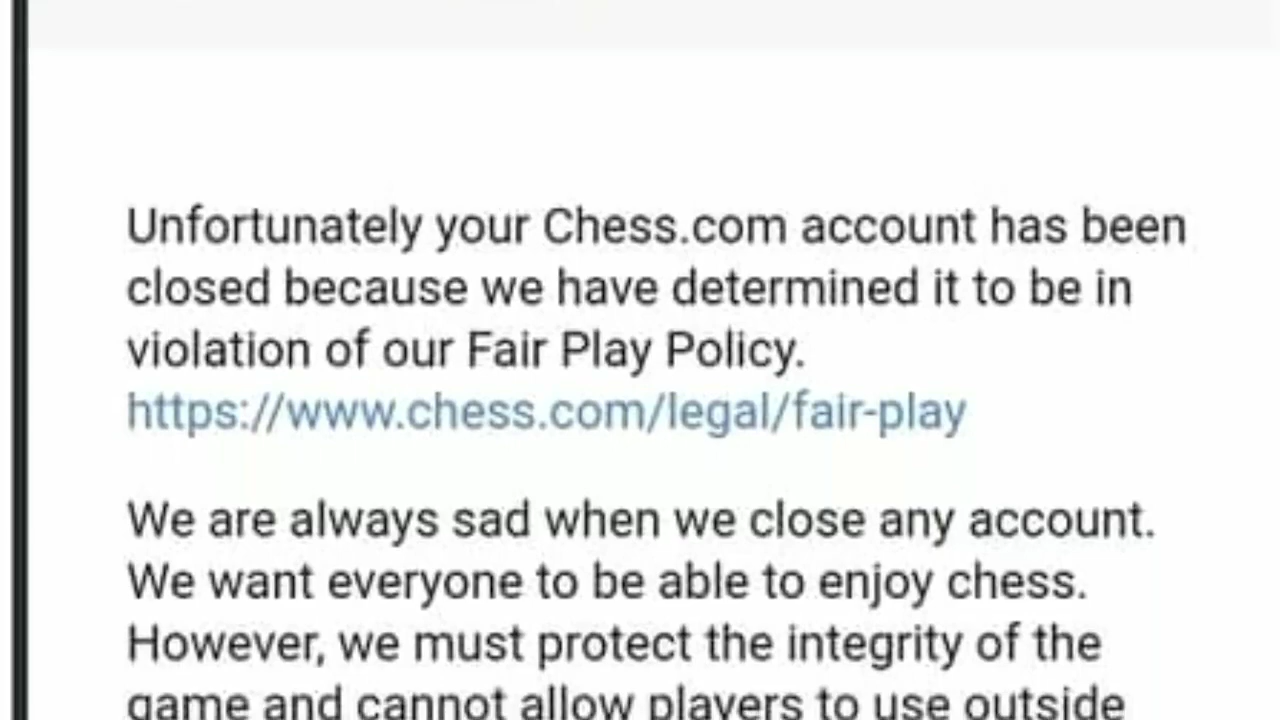 Unfortunately your Chess.com account has been
closed because we have determined it to be in
violation of our Fair Play Policy.
https://www.chess.com/legal/fair-play
We are always sad when we close any account.
We want everyone to be able to enjoy chess.
However, we must protect the integrity of the
game and cannot allow players to use outside